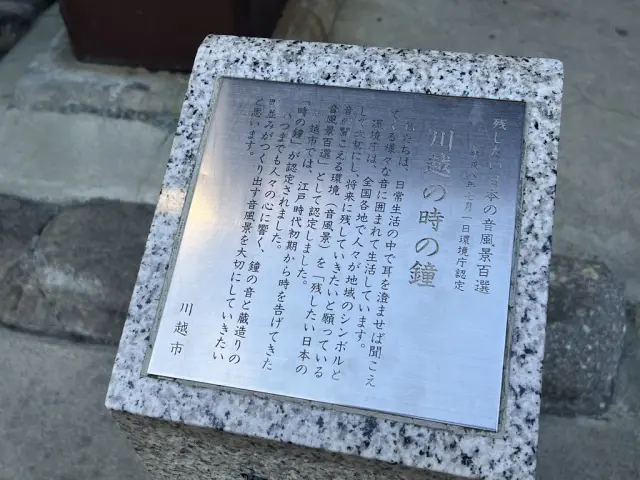 残したい日本の音風景百選
平成八年七月一日環境庁認定
川越の時の鐘
私たちは、日常生活の中で耳を澄ませば聞こえ
てくる様々な音に囲まれて生活しています。
環境庁は、全国各地で人々が地域のシンボルと
して大切にし、将来に残していきたいと願っている
音が聞こえる環境（音風景）を「残したい日本の
音風景百選」として認定しました。
川越市では、江戸時代初期から時を告げてきた
「時の鐘」が認定されました。
いつまでも人々の心に響く、鐘の音と蔵造りの
町並みがつくり出す音風景を大切にしていきたい
と思います。
川越市